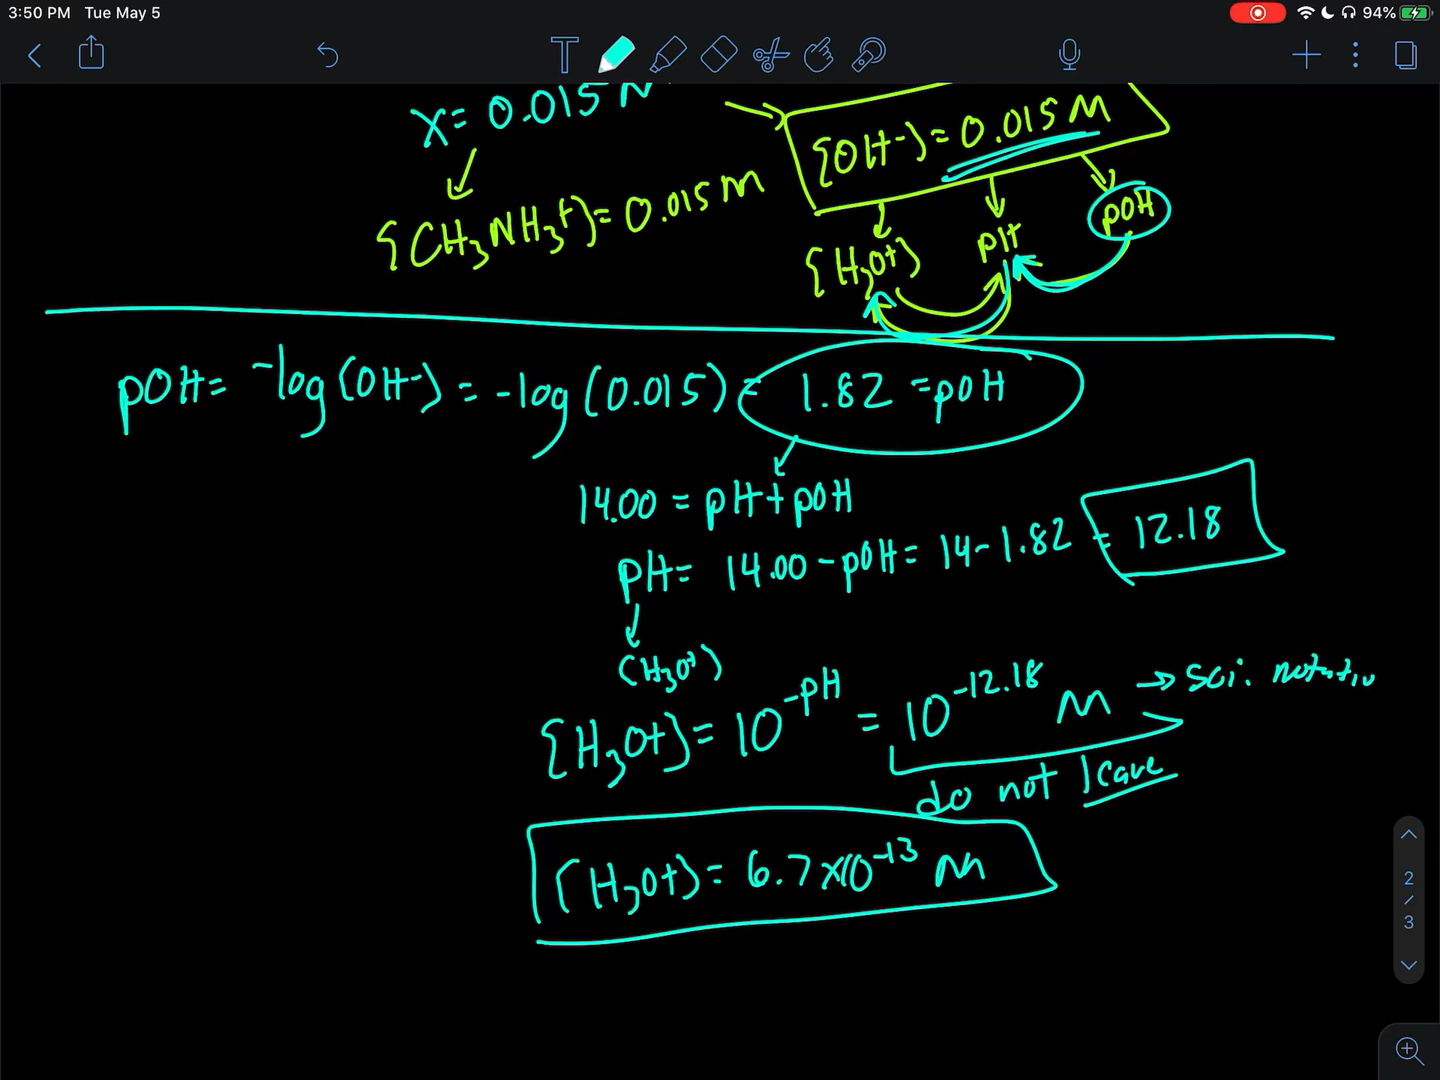 3:50 PM Tue May 5
94%
X= 0.015 M
{OH-}= 0.015 M
{CH3NH3+}= 0.015 M
{H3O+} pH pOH
pOH= -log(OH-) = -log(0.015) = 1.82 = pOH
14.00 = pH + pOH
pH= 14.00 - pOH = 14 - 1.82 = 12.18
(H3O+)
{H3O+}= 10-pH = 10-12.18 M → sci.
do not leave
(H3O+)= 6.7x10-13 M
2
/
3